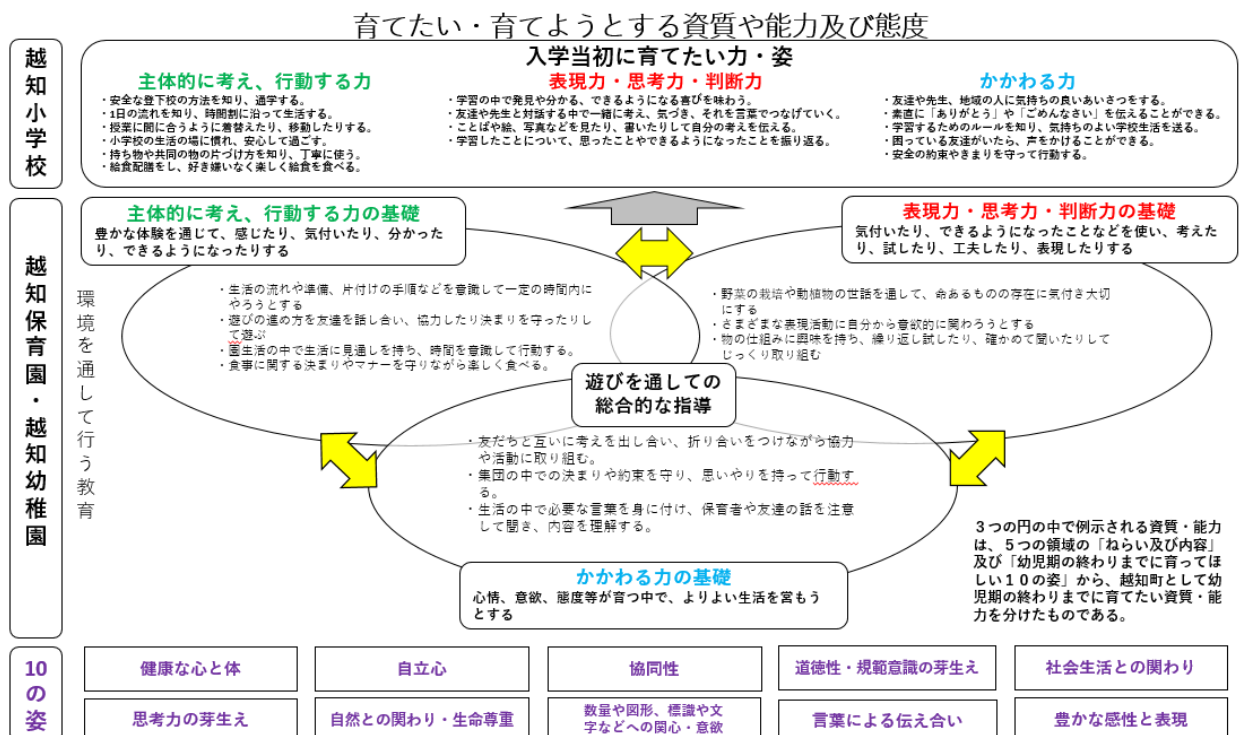 育てたい・育てようとする資質や能力及び態度
越知小学校
入学当初に育てたい力・姿
主体的に考え、行動する力
・安全な登下校の方法を知り、通学する。
・1日の流れを知り、時間割に沿って生活する。
・授業に間に合うように着替えたり、移動したりする。
・小学校の生活の場に慣れ、安心して過ごす。
・持ち物や共同の物の片づけ方を知り、丁寧に使う。
・給食配膳をし、好き嫌いなく楽しく給食を食べる。
表現力・思考力・判断力
・学習の中で発見や分かる、できるようになる喜びを味わう。
・友達や先生と対話する中で一緒に考え、気づき、それを言葉でつなげていく。
・ことばや絵、写真などを見たり、書いたりして自分の考えを伝える。
・学習したことについて、思ったことやできるようになったことを振り返る。
かかわる力
・友達や先生、地域の人に気持ちの良いあいさつをする。
・素直に「ありがとう」や「ごめんなさい」を伝えることができる。
・学習するためのルールを知り、気持ちのよい学校生活を送る。
・困っている友達がいたら、声をかけることができる。
・安全の約束やきまりを守って行動する。
越知保育園・越知幼稚園
環境を通して行う教育
主体的に考え、行動する力の基礎
豊かな体験を通じて、感じたり、気付いたり、分かった
り、できるようになったりする
表現力・思考力・判断力の基礎
気付いたり、できるようになったことなどを使い、考えた
り、試したり、工夫したり、表現したりする
・生活の流れや準備、片付けの手順などを意識して一定の時間内に
やろうとする
・遊びの進め方を友達を話し合い、協力したり決まりを守ったりし
て遊ぶ
・園生活の中で生活に見通しを持ち、時間を意識して行動する。
・食事に関する決まりやマナーを守りながら楽しく食べる。
・野菜の栽培や動植物の世話を通して、命あるものの存在に気付き大切
にする
・さまざまな表現活動に自分から意欲的に関わろうとする
・物の仕組みに興味を持ち、繰り返し試したり、確かめて聞いたりして
じっくり取り組む
遊びを通しての
総合的な指導
・友だちと互いに考えを出し合い、折り合いをつけながら協力
や活動に取り組む。
・集団の中での決まりや約束を守り、思いやりを持って行動す
る。
・生活の中で必要な言葉を身に付け、保育者や友達の話を注意
して聞き、内容を理解する。
かかわる力の基礎
心情、意欲、態度等が育つ中で、よりよい生活を営もう
とする
３つの円の中で例示される資質・能力
は、５つの領域の「ねらい及び内容」
及び「幼児期の終わりまでに育ってほ
しい１０の姿」から、越知町として幼
児期の終わりまでに育てたい資質・能
力を分けたものである。
10の姿
健康な心と体
自立心
協同性
道徳性・規範意識の芽生え
社会生活との関わり
思考力の芽生え
自然との関わり・生命尊重
数量や図形、標識や文
字などへの関心・意欲
言葉による伝え合い
豊かな感性と表現